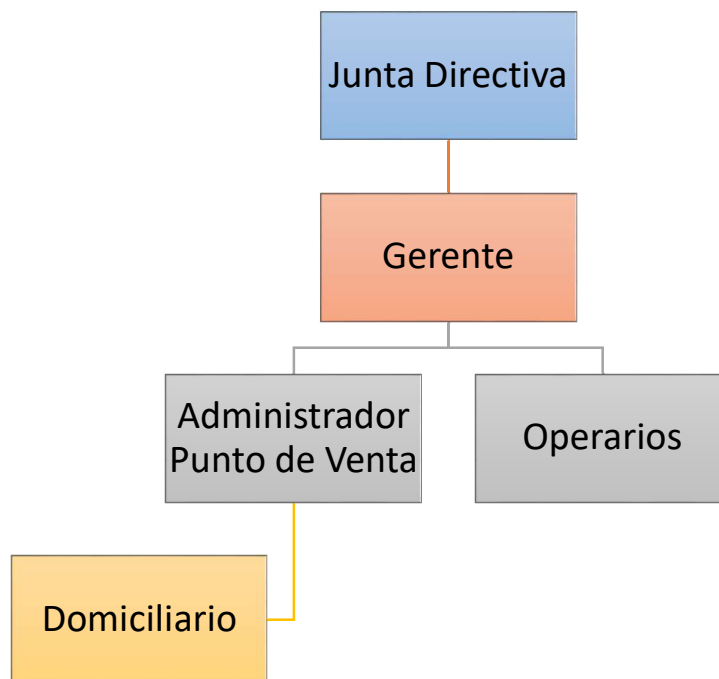 Junta Directiva
Gerente
Administrador
Punto de Venta
Operarios
Domiciliario